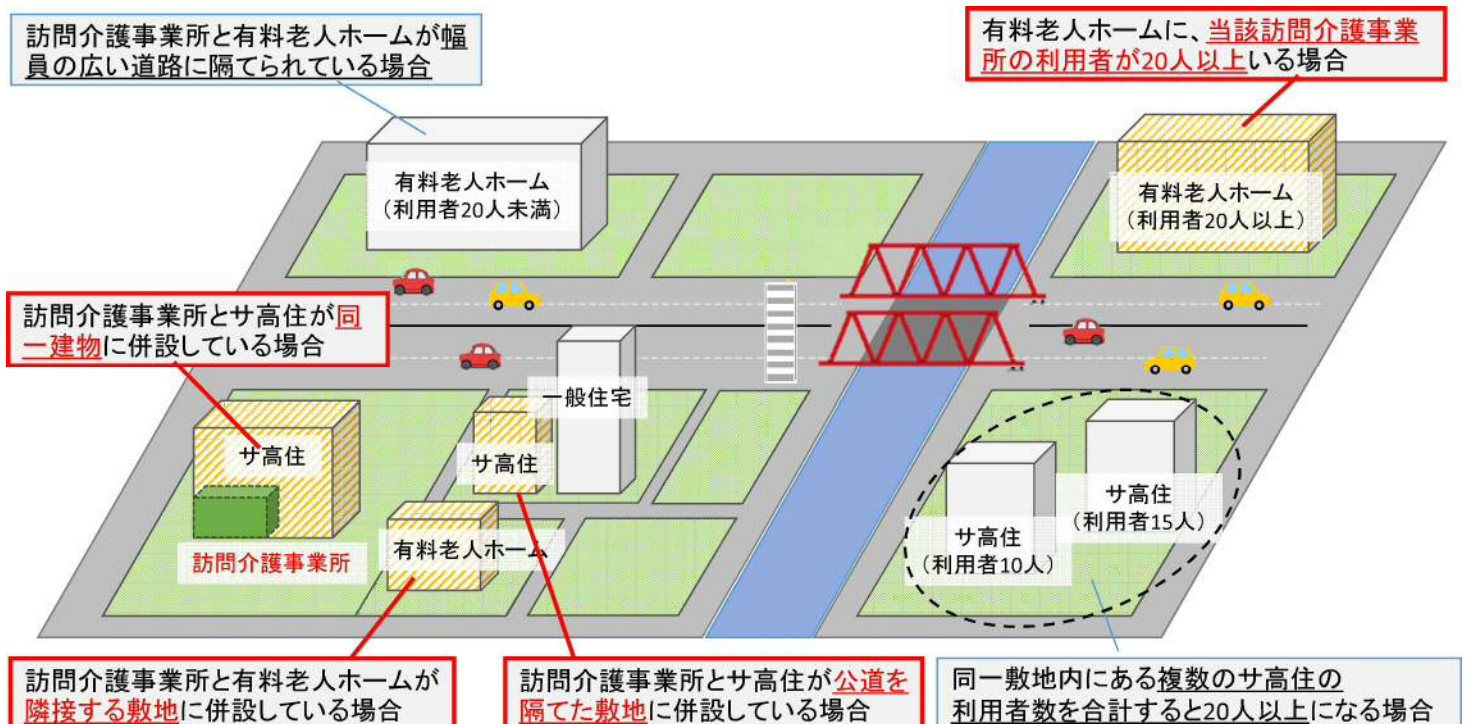 訪問介護事業所と有料老人ホームが幅
員の広い道路に隔てられている場合
有料老人ホームに、当該訪問介護事業
所の利用者が20人以上いる場合
有料老人ホーム
（利用者20人未満）
有料老人ホーム
（利用者20人以上）
訪問介護事業所とサ高住が同
一建物に併設している場合
一般住宅
サ高住
サ高住
訪問介護事業所
有料老人ホーム
サ高住
（利用者15人）
サ高住
（利用者10人）
訪問介護事業所と有料老人ホームが
隣接する敷地に併設している場合
訪問介護事業所とサ高住が公道を
隔てた敷地に併設している場合
同一敷地内にある複数のサ高住の
利用者数を合計すると20人以上になる場合